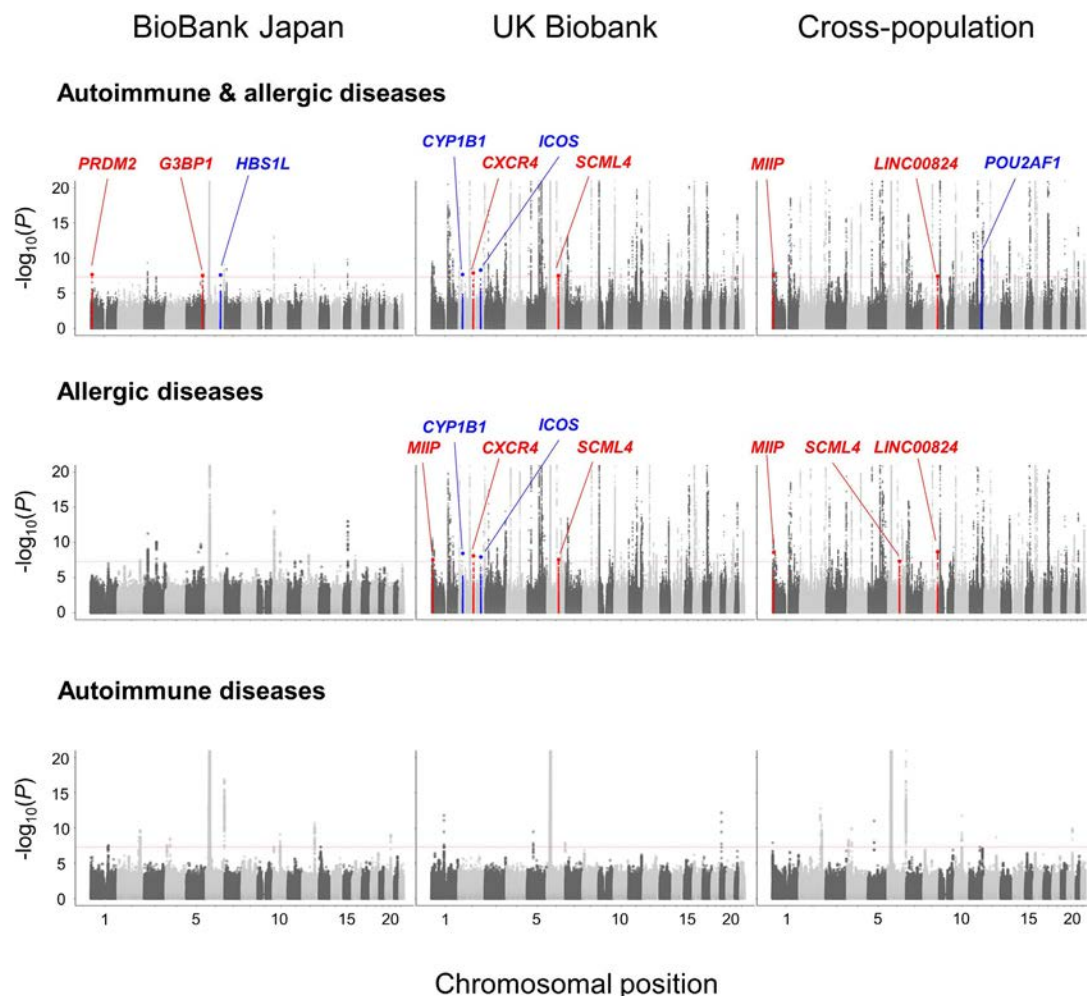 BioBank Japan UK Biobank Cross-population
Autoimmune & allergic diseases
CYP1B1 ICOS
PRDM2 G3BP1 HBS1L CXCR4 SCML4 MIIP LINC00824 POU2AF1
20
15
10
5
0
-log10(P)
Allergic diseases
CYP1B1 ICOS
MIIP CXCR4 SCML4 MIIP SCML4 LINC00824
20
15
10
5
0
-log10(P)
Autoimmune diseases
20
15
10
5
0
-log10(P)
1 5 10 15 20 1 5 10 15 20 1 5 10 15 20
Chromosomal position